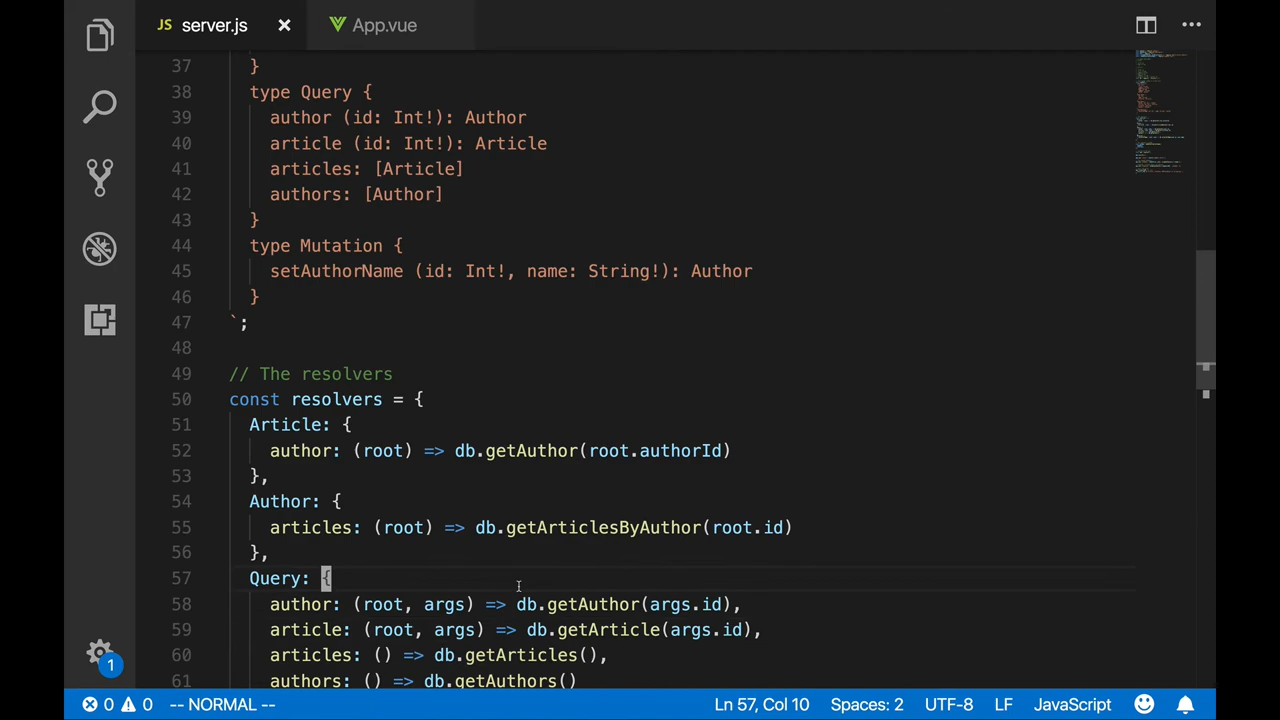 JS server.js × App.vue
37 }
38 type Query {
39 author (id: Int!): Author
40 article (id: Int!): Article
41 articles: [Article]
42 authors: [Author]
43 }
44 type Mutation {
45 setAuthorName (id: Int!, name: String!): Author
46 }
47 `;
48
49 // The resolvers
50 const resolvers = {
51 Article: {
52 author: (root) => db.getAuthor(root.authorId)
53 },
54 Author: {
55 articles: (root) => db.getArticlesByAuthor(root.id)
56 },
57 Query: {
58 author: (root, args) => db.getAuthor(args.id),
59 article: (root, args) => db.getArticle(args.id),
60 articles: () => db.getArticles(),
61 authors: () => db.getAuthors()
1
0 0 -- NORMAL -- Ln 57, Col 10 Spaces: 2 UTF-8 LF JavaScript